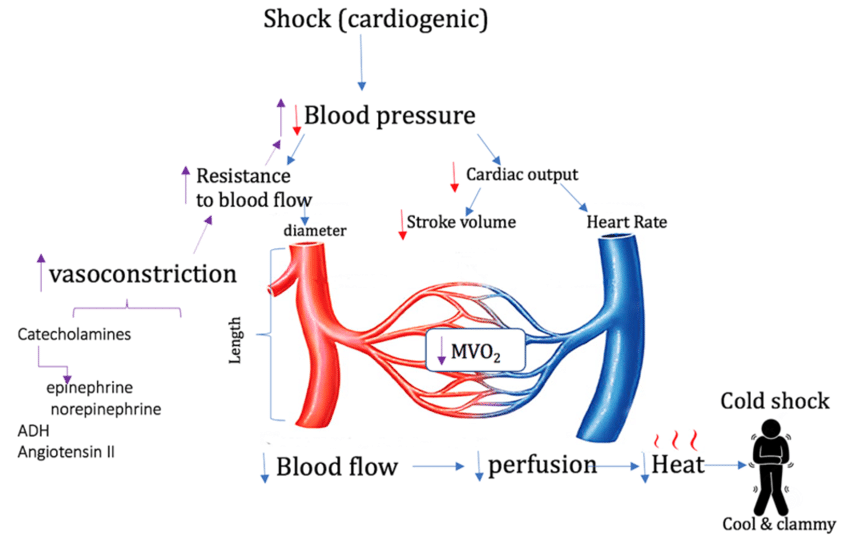 Shock (cardiogenic)
Blood pressure
Resistance
to blood flow
Cardiac output
diameter
Stroke volume
Heart Rate
vasoconstriction
Catecholamines
Length
MVO₂
epinephrine
norepinephrine
ADH
Angiotensin II
Blood flow
perfusion
Heat
Cold shock
Cool & clammy